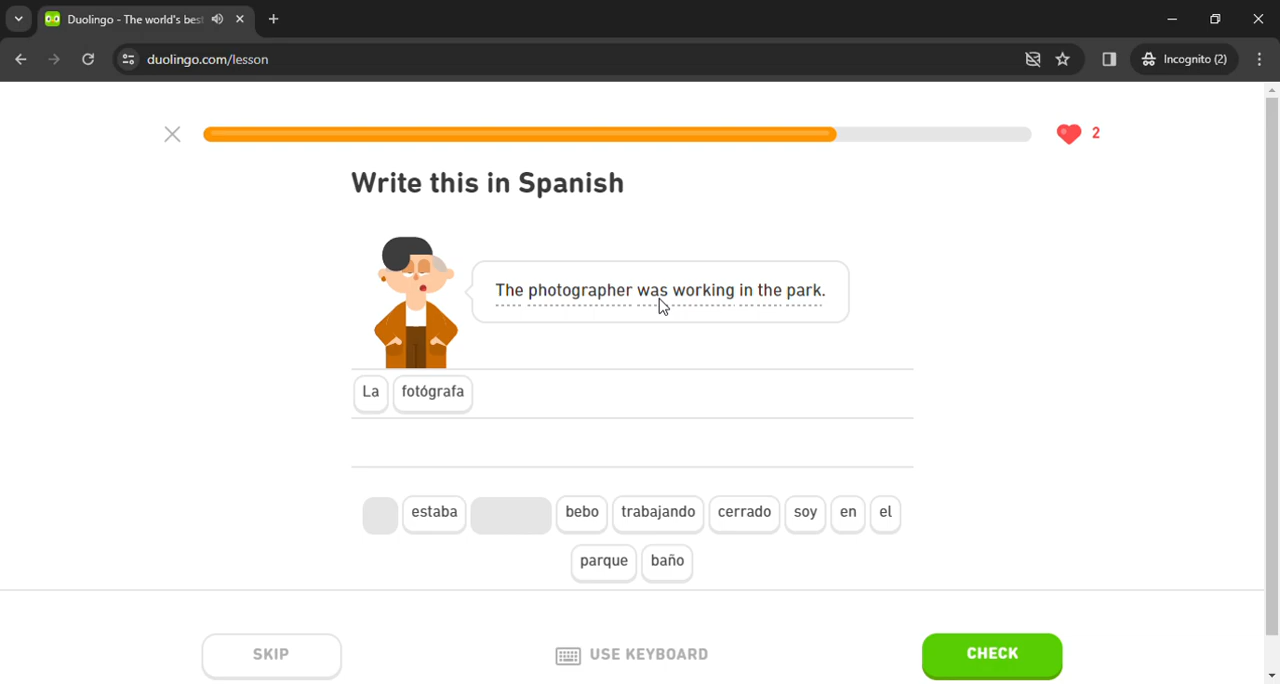 Duolingo - The world's best
duolingo.com/lesson
Incognito (2)
2
Write this in Spanish
The photographer was working in the park.
La fotógrafa
estaba bebo trabajando cerrado soy en el
parque baño
SKIP USE KEYBOARD CHECK